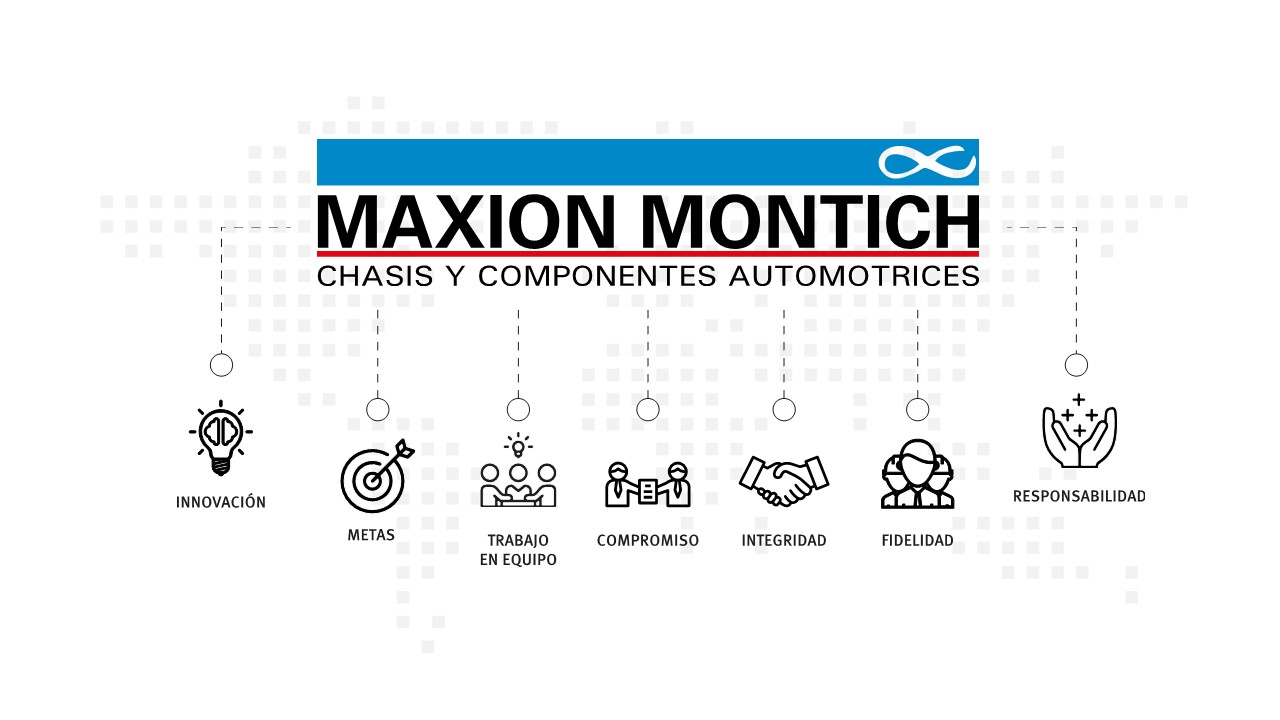 MAXION MONTICH
CHASIS Y COMPONENTES AUTOMOTRICES
INNOVACIÓN
METAS
TRABAJO
EN EQUIPO
COMPROMISO
INTEGRIDAD
FIDELIDAD
RESPONSABILIDAD